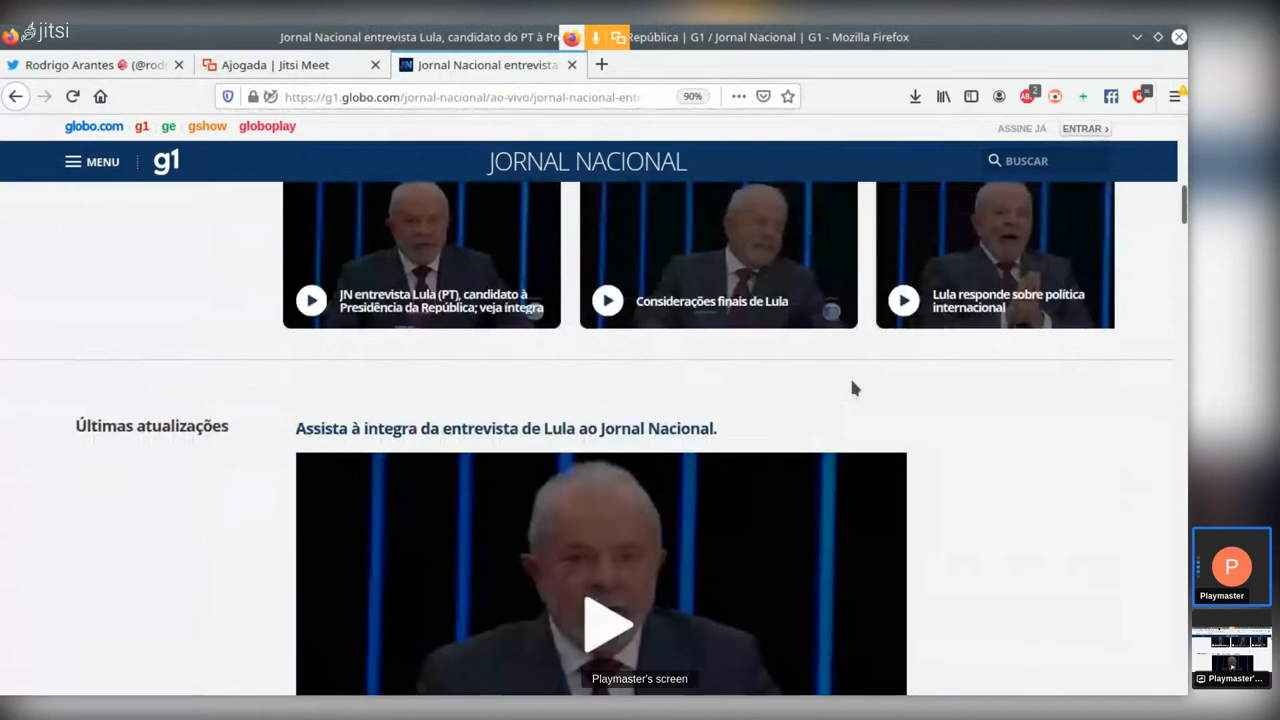 jitsi
Jornal Nacional entrevista Lula, candidato do PT à Pr República | G1 / Jornal Nacional | G1 - Mozilla Firefox
Rodrigo Arantes (@rod
Ajogada | Jitsi Meet
Jornal Nacional entrevista
https://g1.globo.com/jornal-nacional/ao-vivo/jornal-nacional-ent
90%
2
globo.com g1 ge gshow globoplay
ASSINE JÁ
ENTRAR ›
MENU
g1
JORNAL NACIONAL
BUSCAR
JN entrevista Lula (PT), candidato à
Presidência da República; veja íntegra
Considerações finais de Lula
Lula responde sobre política
internacional
Últimas atualizações
Assista à integra da entrevista de Lula ao Jornal Nacional.
P
Playmaster
Playmaster's screen
Playmaster'...